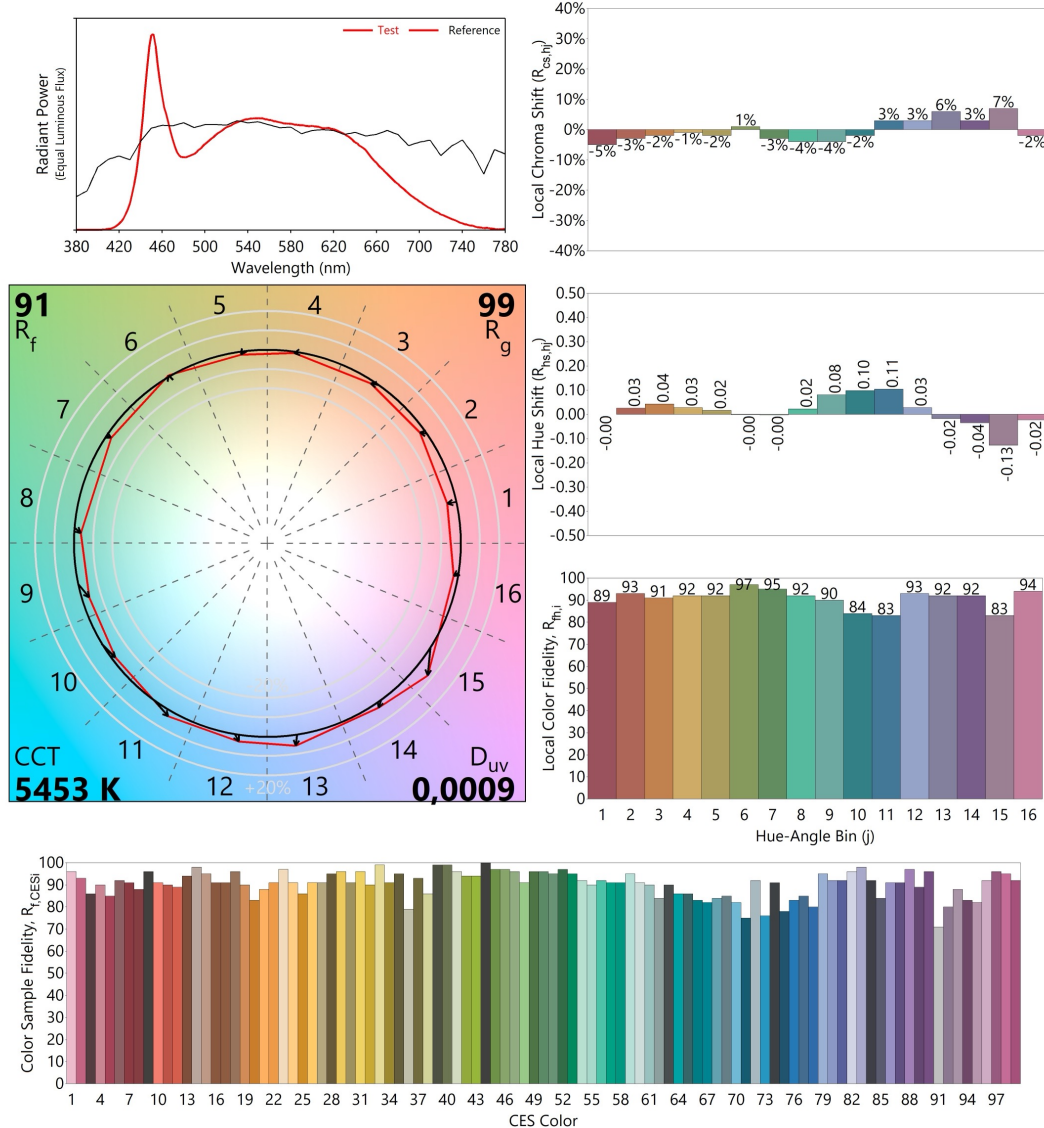 Test Reference
Radiant Power
(Equal Luminous Flux)
380 420 460 500 540 580 620 660 700 740 780
Wavelength (nm)
Local Chroma Shift (Rcs,hj)
40%
30%
20%
10%
0%
-10%
-20%
-30%
-40%
-5% -3% -2% -1% -2% 1% -3% -4% -4% -2% 3% 3% 6% 3% 7% -2%
91
Rf
99
Rg
1
2
3
4
5
6
7
8
9
10
11
12
13
14
15
16
+20%
CCT
5453 K
Duv
0,0009
Local Hue Shift (Rhs,hj)
0.50
0.40
0.30
0.20
0.10
0.00
-0.10
-0.20
-0.30
-0.40
-0.50
-0.00 0.03 0.04 0.03 0.02 -0.00 -0.00 0.02 0.08 0.10 0.11 0.03 -0.02 -0.04 -0.13 -0.02
Local Color Fidelity, Rfh,i
100
90
80
70
60
50
40
30
20
10
0
89 93 91 92 92 97 95 92 90 84 83 93 92 92 83 94
1 2 3 4 5 6 7 8 9 10 11 12 13 14 15 16
Hue-Angle Bin (j)
Color Sample Fidelity, Rf,CESi
100
90
80
70
60
50
40
30
20
10
0
1 4 7 10 13 16 19 22 25 28 31 34 37 40 43 46 49 52 55 58 61 64 67 70 73 76 79 82 85 88 91 94 97
CES Color